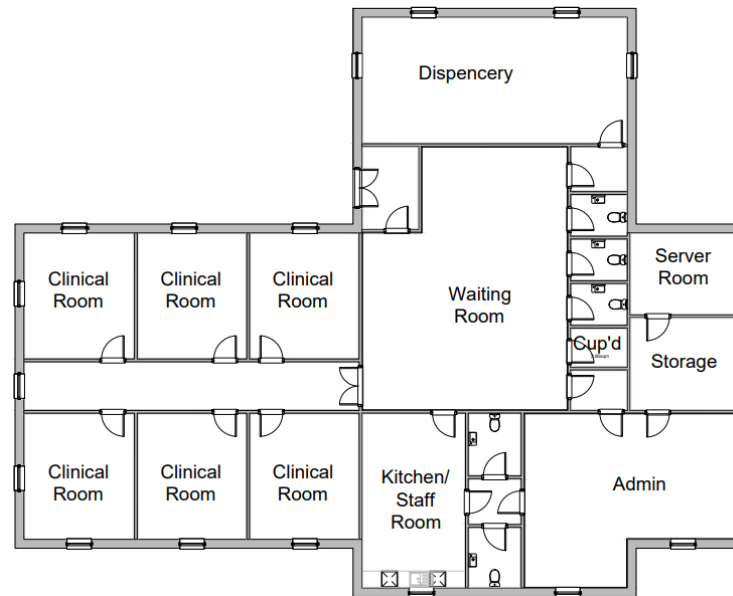 Dispencery
Clinical
Room
Clinical
Room
Clinical
Room
Waiting
Room
Server
Room
Cup'd
Storage
Clinical
Room
Clinical
Room
Clinical
Room
Kitchen/
Staff
Room
Admin